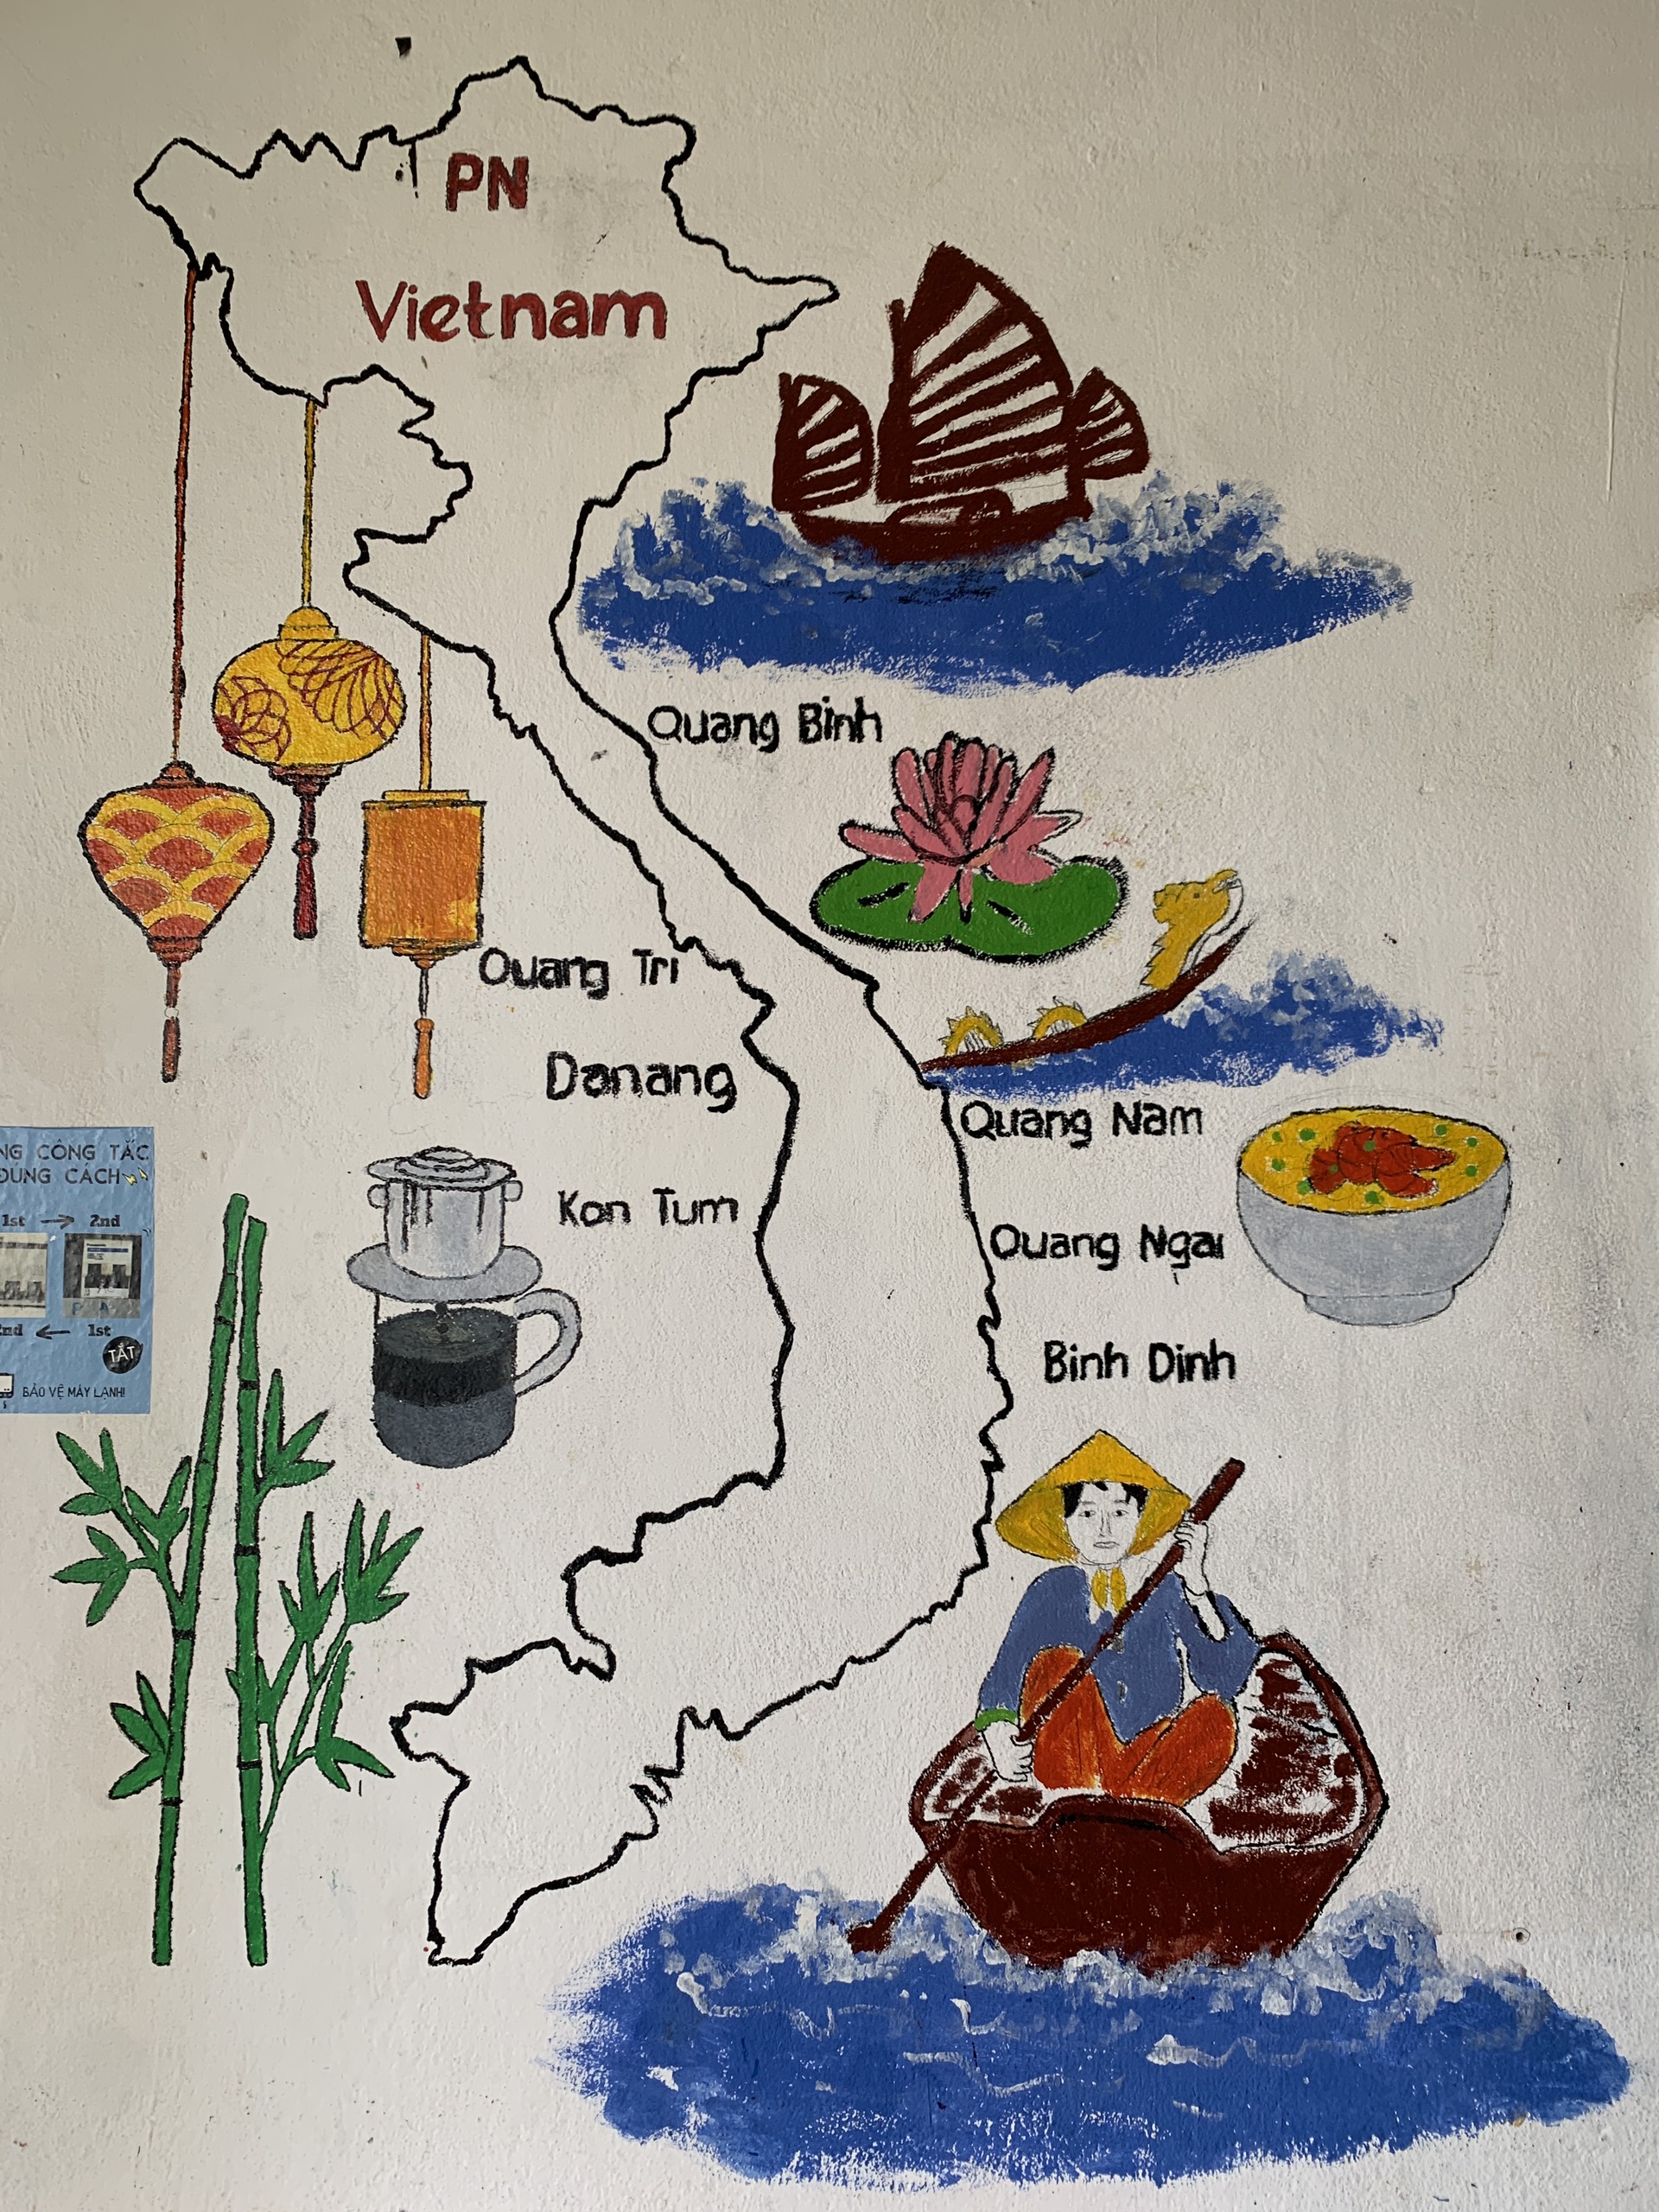 PN
Vietnam
Quang Binh
Quang Tri
Danang
Quang Nam
Kon Tum
Quang Ngai
Binh Dinh
NG CÔNG TẮC
ĐÚNG CÁCH
1st → 2nd
2nd ← 1st
TẮT
BẢO VỆ MÁY LẠNH!